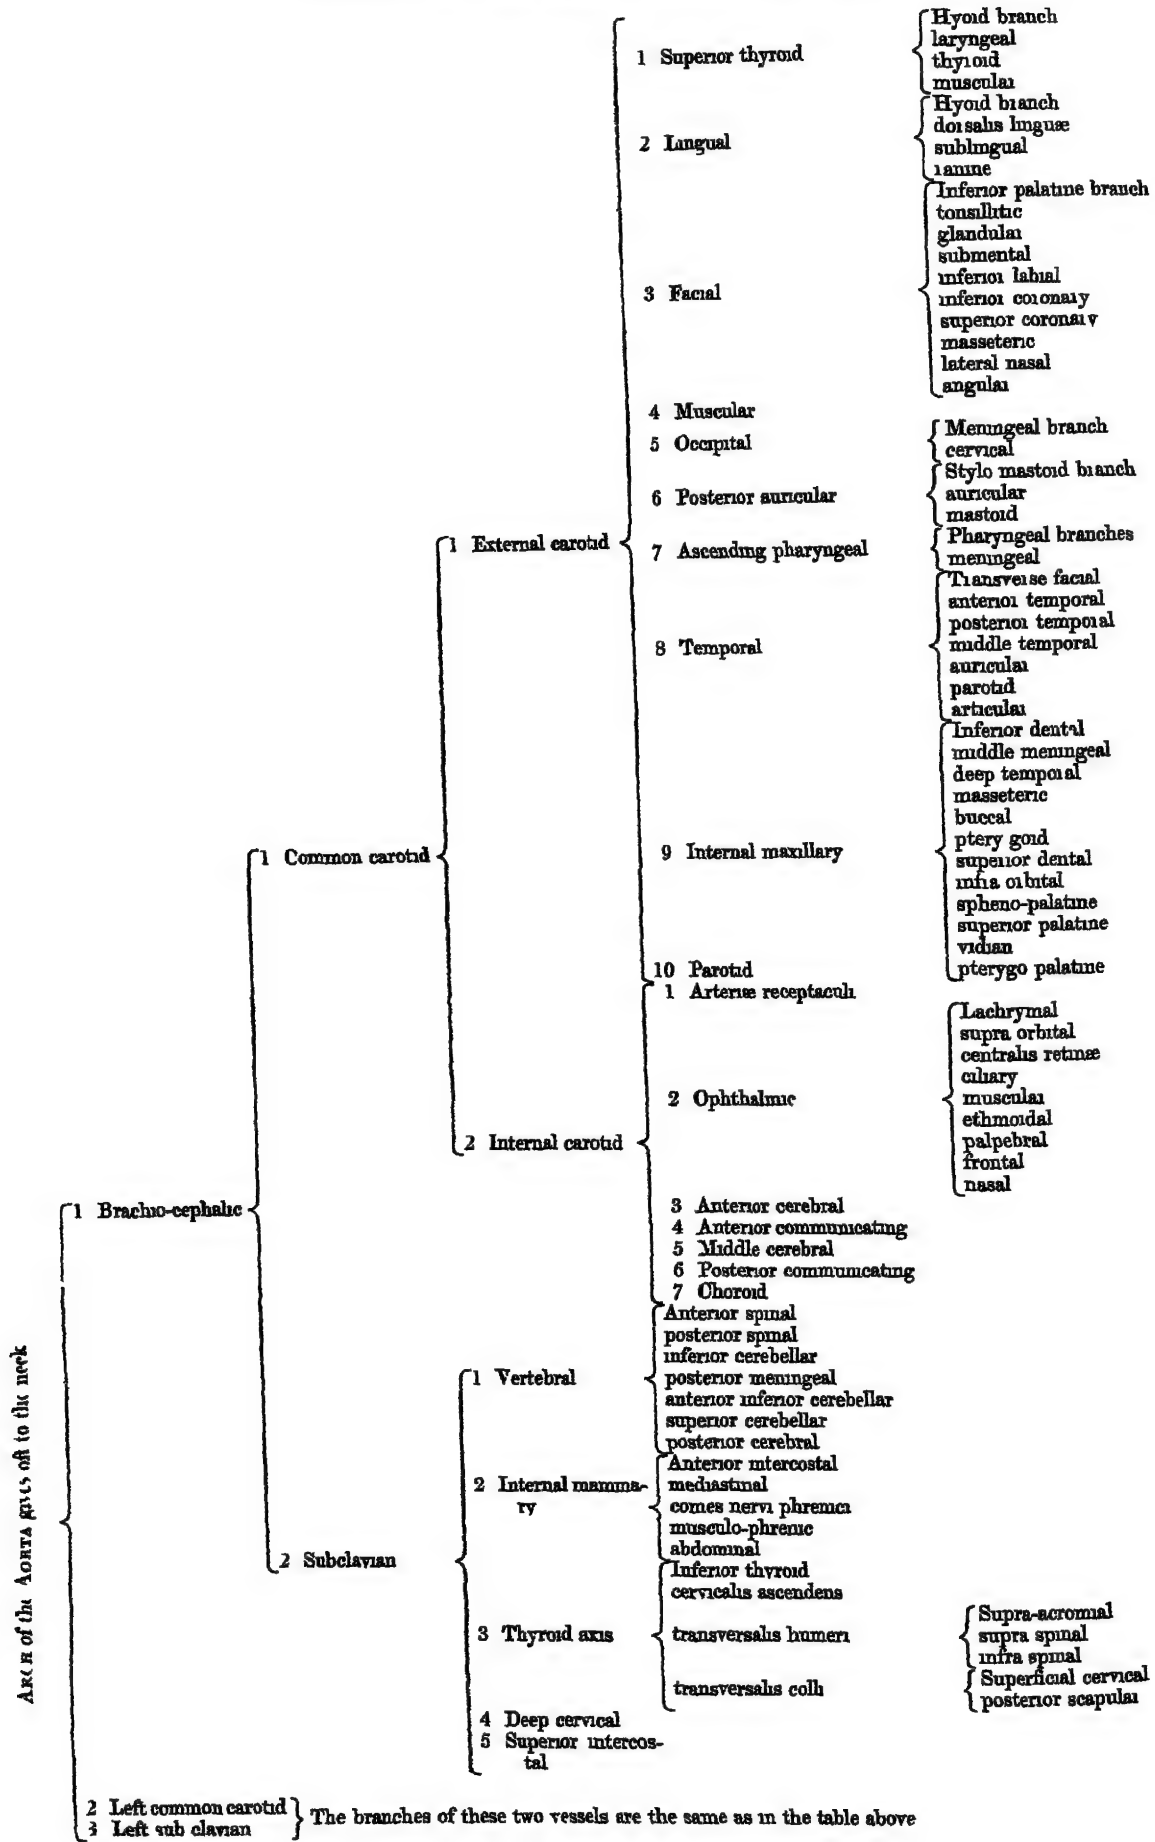 ARCH of the AORTA gives off to the neck
1 Brachio-cephalic
1 Common carotid
1 External carotid
1 Superior thyroid
Hyoid branch
laryngeal
thyroid
muscular
2 Lingual
Hyoid branch
dorsalis linguæ
sublingual
ranine
3 Facial
Inferior palatine branch
tonsillitic
glandular
submental
inferior labial
inferior coronary
superior coronary
masseteric
lateral nasal
angular
4 Muscular
5 Occipital
Meningeal branch
cervical
6 Posterior auricular
Stylo mastoid branch
auricular
mastoid
7 Ascending pharyngeal
Pharyngeal branches
meningeal
8 Temporal
Transverse facial
anterior temporal
posterior temporal
middle temporal
auricular
parotid
articular
9 Internal maxillary
Inferior dental
middle meningeal
deep temporal
masseteric
buccal
ptery goid
superior dental
infra orbital
spheno-palatine
superior palatine
vidian
pterygo palatine
10 Parotid
2 Internal carotid
1 Arteriæ receptaculi
2 Ophthalmic
Lachrymal
supra orbital
centralis retinæ
ciliary
muscular
ethmoidal
palpebral
frontal
nasal
3 Anterior cerebral
4 Anterior communicating
5 Middle cerebral
6 Posterior communicating
7 Choroid
2 Subclavian
1 Vertebral
Anterior spinal
posterior spinal
inferior cerebellar
posterior meningeal
anterior inferior cerebellar
superior cerebellar
posterior cerebral
2 Internal mamma-
ry
Anterior intercostal
mediastinal
comes nervi phrenici
musculo-phrenic
abdominal
3 Thyroid axis
Inferior thyroid
cervicalis ascendens
transversalis humeri
Supra-acromial
supra spinal
infra spinal
transversalis colli
Superficial cervical
posterior scapular
4 Deep cervical
5 Superior intercos-
tal
2 Left common carotid
3 Left sub clavian
The branches of these two vessels are the same as in the table above